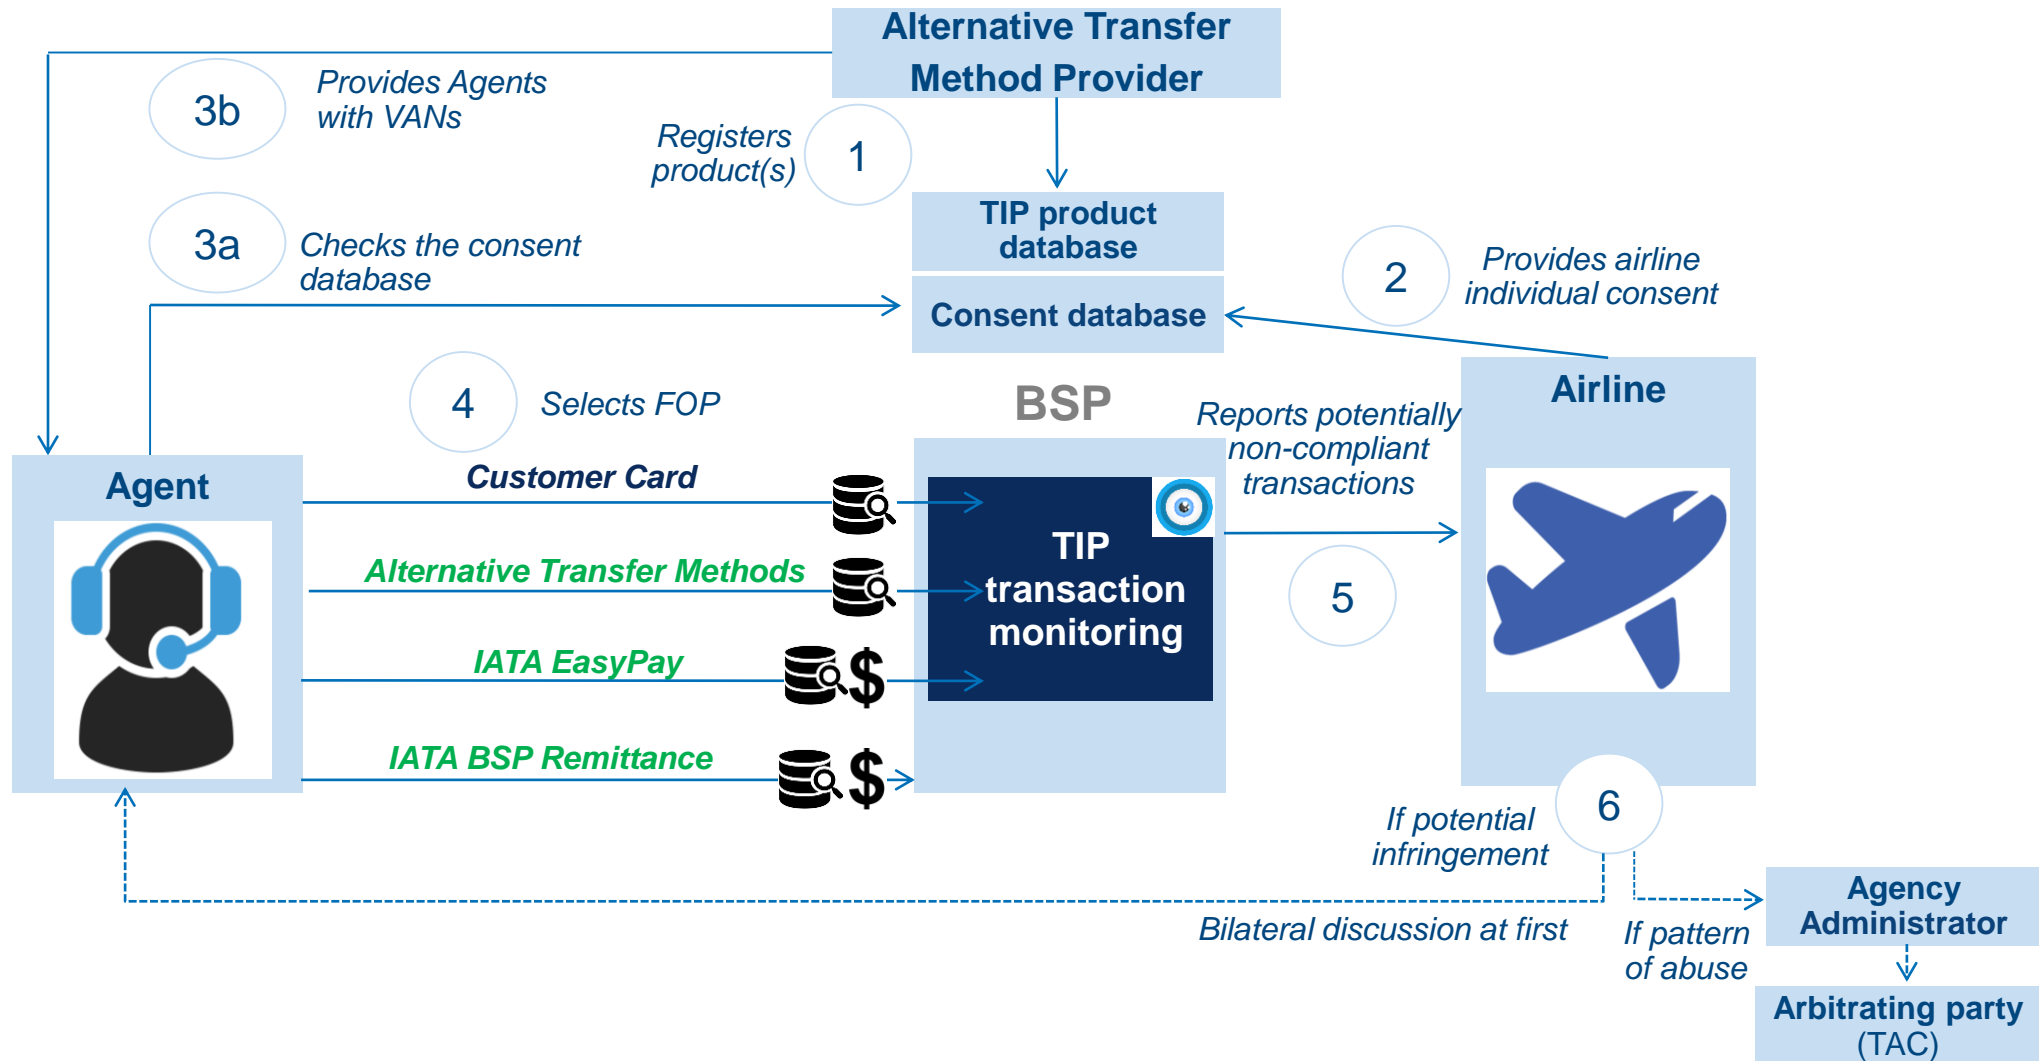 Alternative Transfer
Method Provider
3b
Provides Agents
with VANs
Registers
product(s)
1
TIP product
database
3a
Checks the consent
database
2
Provides airline
individual consent
Consent database
4
Selects FOP
BSP
Airline
Reports potentially
non-compliant
transactions
Agent
Customer Card
Alternative Transfer Methods
TIP
transaction
monitoring
5
IATA EasyPay
$
IATA BSP Remittance
$
6
If potential
infringement
Bilateral discussion at first
If pattern
of abuse
Agency
Administrator
Arbitrating party
(TAC)